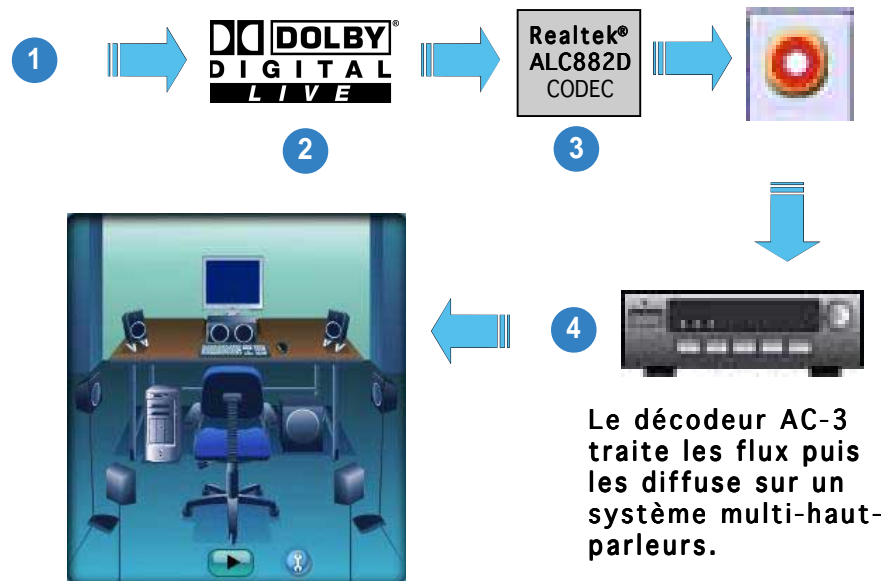 1
DOLBY®
DIGITAL
LIVE
2
Realtek®
ALC882D
CODEC
3
4
Le décodeur AC-3
traite les flux puis
les diffuse sur un
système multi-haut-
parleurs.